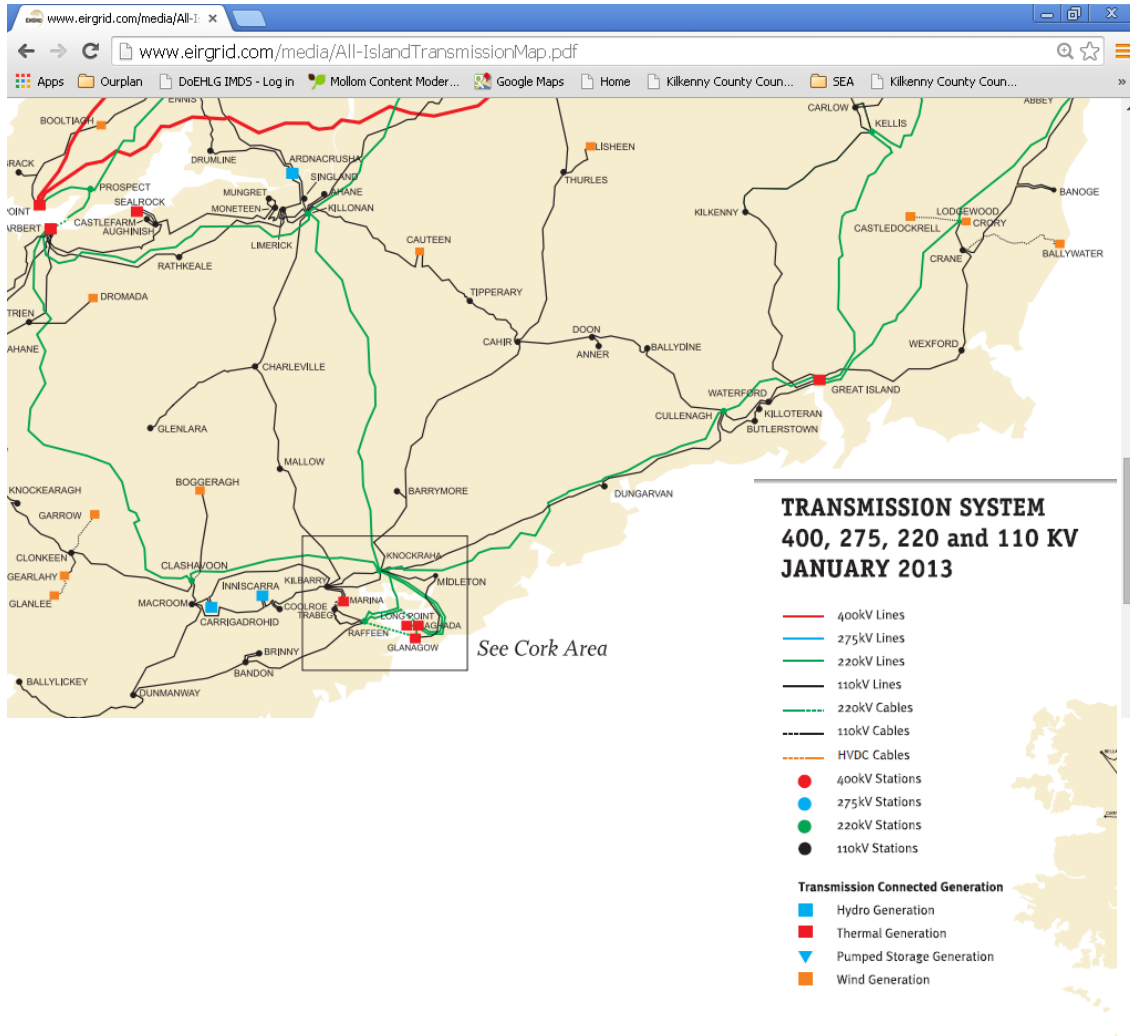 www.eirgrid.com/media/All-I
www.eirgrid.com/media/All-IslandTransmissionMap.pdf
Apps Ourplan DoEHLG IMDS - Log in Mollom Content Moder... Google Maps Home Kilkenny County Coun... SEA Kilkenny County Coun... »
ENNIS
ABBEY
CARLOW
BOOLTIAGH
KELLIS
LISHEEN
DRUMLINE
ARDNACRUSHA
BRACK
SINGLAND
THURLES
PROSPECT
MUNGRET
AHANE
BANOGE
SEALROCK
OINT
MONETEEN
KILLONAN
KILKENNY
LODGEWOOD
CASTLEFARM
CRORY
ARBERT
AUGHINISH
CASTLEDOCKRELL
LIMERICK
CAUTEEN
CRANE
BALLYWATER
RATHKEALE
DROMADA
TIPPERARY
TRIEN
DOON
CAHIR
ANNER
BALLYDINE
WEXFORD
AHANE
CHARLEVILLE
GREAT ISLAND
WATERFORD
CULLENAGH
KILLOTERAN
BUTLERSTOWN
GLENLARA
MALLOW
BOGGERAGH
KNOCKEARAGH
BARRYMORE
DUNGARVAN
GARROW
CLONKEEN
KNOCKRAHA
CLASHAVOON
GEARLAHY
INNISCARRA
KILBARRY
MIDLETON
GLANLEE
MACROOM
COOLROE
MARINA
TRABEG
LONG POINT
CARRIGADROHID
AGHADA
RAFFEEN
GLANAGOW
See Cork Area
BRINNY
BANDON
BALLYLICKEY
DUNMANWAY
TRANSMISSION SYSTEM
400, 275, 220 and 110 KV
JANUARY 2013
400kV Lines
275kV Lines
220kV Lines
110kV Lines
220kV Cables
110kV Cables
HVDC Cables
400kV Stations
275kV Stations
220kV Stations
110kV Stations
Transmission Connected Generation
Hydro Generation
Thermal Generation
Pumped Storage Generation
Wind Generation